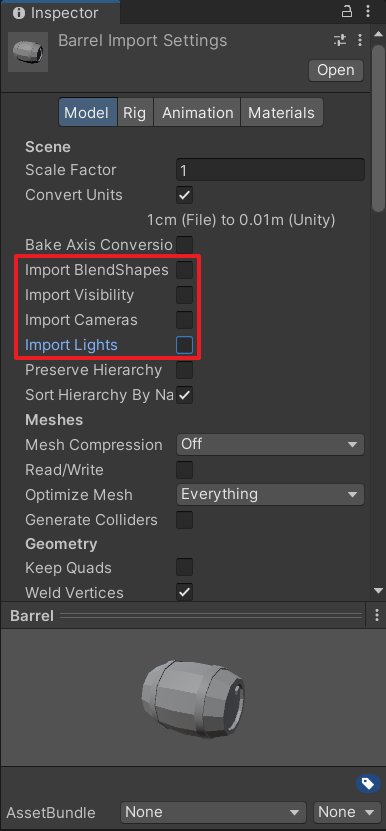 Inspector
Barrel Import Settings
Open
Model Rig Animation Materials
Scene
Scale Factor 1
Convert Units
1cm (File) to 0.01m (Unity)
Bake Axis Conversio
Import BlendShapes
Import Visibility
Import Cameras
Import Lights
Preserve Hierarchy
Sort Hierarchy By Na
Meshes
Mesh Compression Off
Read/Write
Optimize Mesh Everything
Generate Colliders
Geometry
Keep Quads
Weld Vertices
Barrel
AssetBundle None None